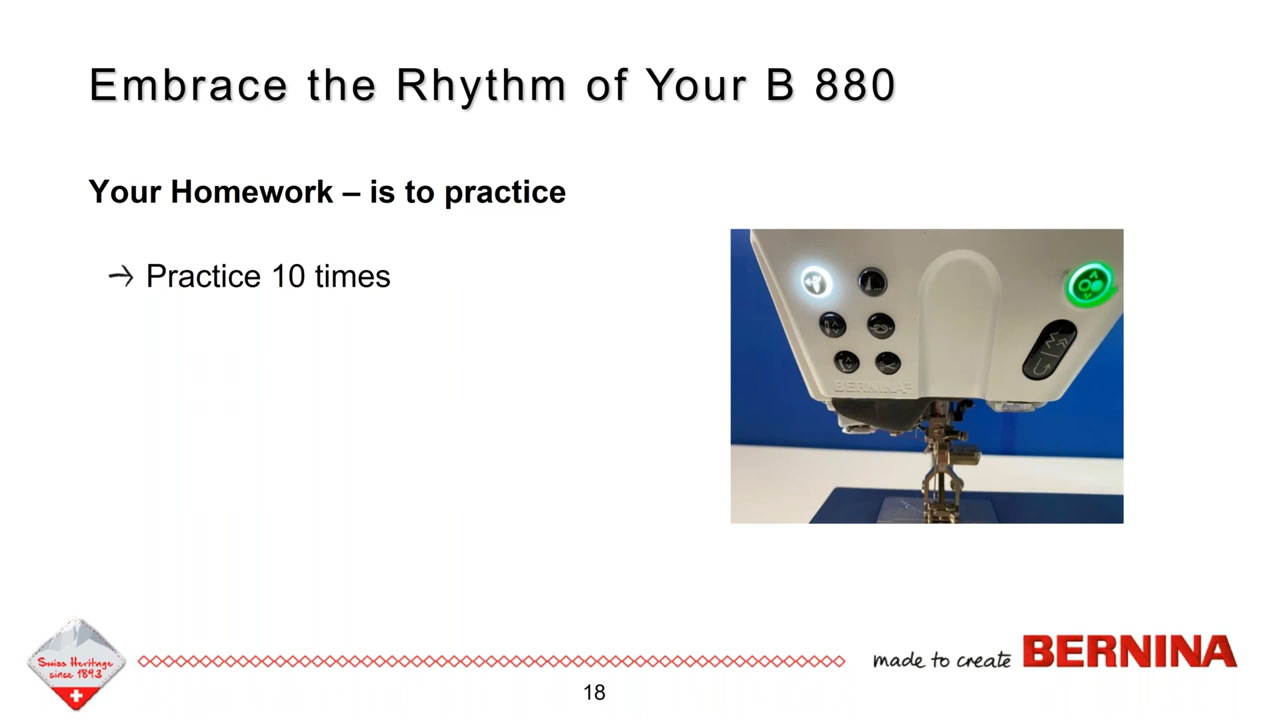 Embrace the Rhythm of Your B 880
Your Homework – is to practice
→ Practice 10 times
BERNINA
Swiss Heritage
since 1893
made to create BERNINA
18